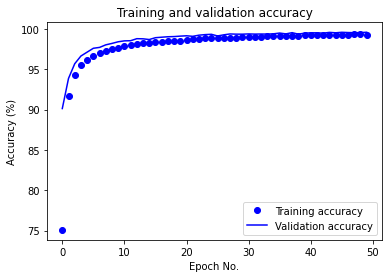 Training and validation accuracy
Accuracy (%)
100
95
90
85
80
75
0
10
20
30
40
50
Epoch No.
Training accuracy
Validation accuracy